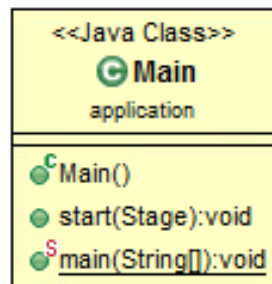 <<Java Class>>
C Main
application
C Main()
start(Stage):void
S main(String[]):void